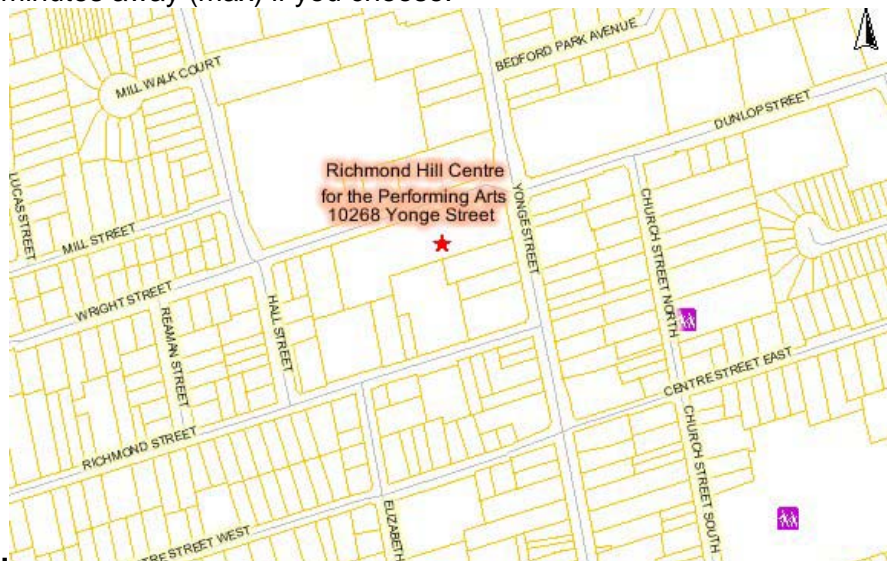 minutes away (max) if you choose.
BEDFORD PARK AVENUE
MILL WALK COURT
DUNLOP STREET
Richmond Hill Centre
for the Performing Arts
10268 Yonge Street
LUCAS STREET
YONGE STREET
CHURCH STREET NORTH
MILL STREET
WRIGHT STREET
HALL STREET
REAMAN STREET
CENTRE STREET EAST
RICHMOND STREET
CHURCH STREET SOUTH
ELIZABETH
TRE STREET WEST